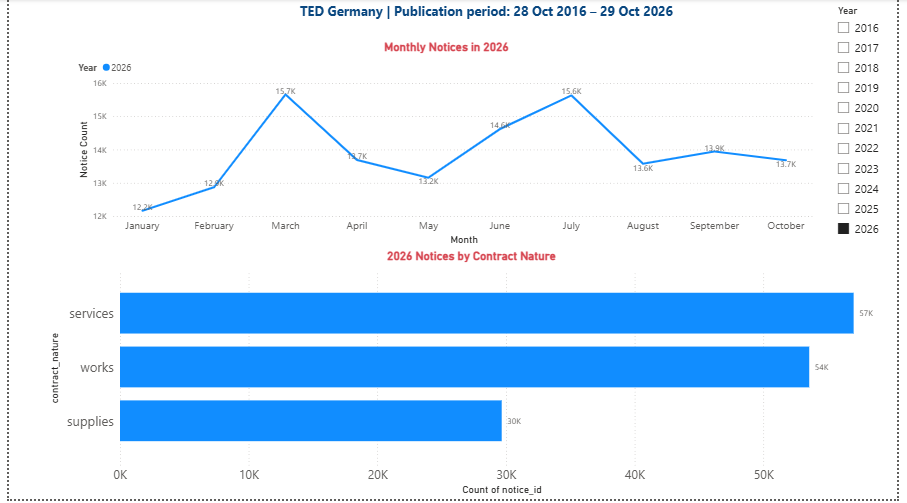 TED Germany | Publication period: 28 Oct 2016 – 29 Oct 2026
Monthly Notices in 2026
Year 2026
16K
15K
14K
13K
12K
Notice Count
12.2K
12.9K
15.7K
13.7K
13.2K
14.6K
15.6K
13.6K
13.9K
13.7K
January February March April May June July August September October
Month
Year
2016
2017
2018
2019
2020
2021
2022
2023
2024
2025
2026
2026 Notices by Contract Nature
contract_nature
services 57K
works 54K
supplies 30K
0K 10K 20K 30K 40K 50K
Count of notice_id